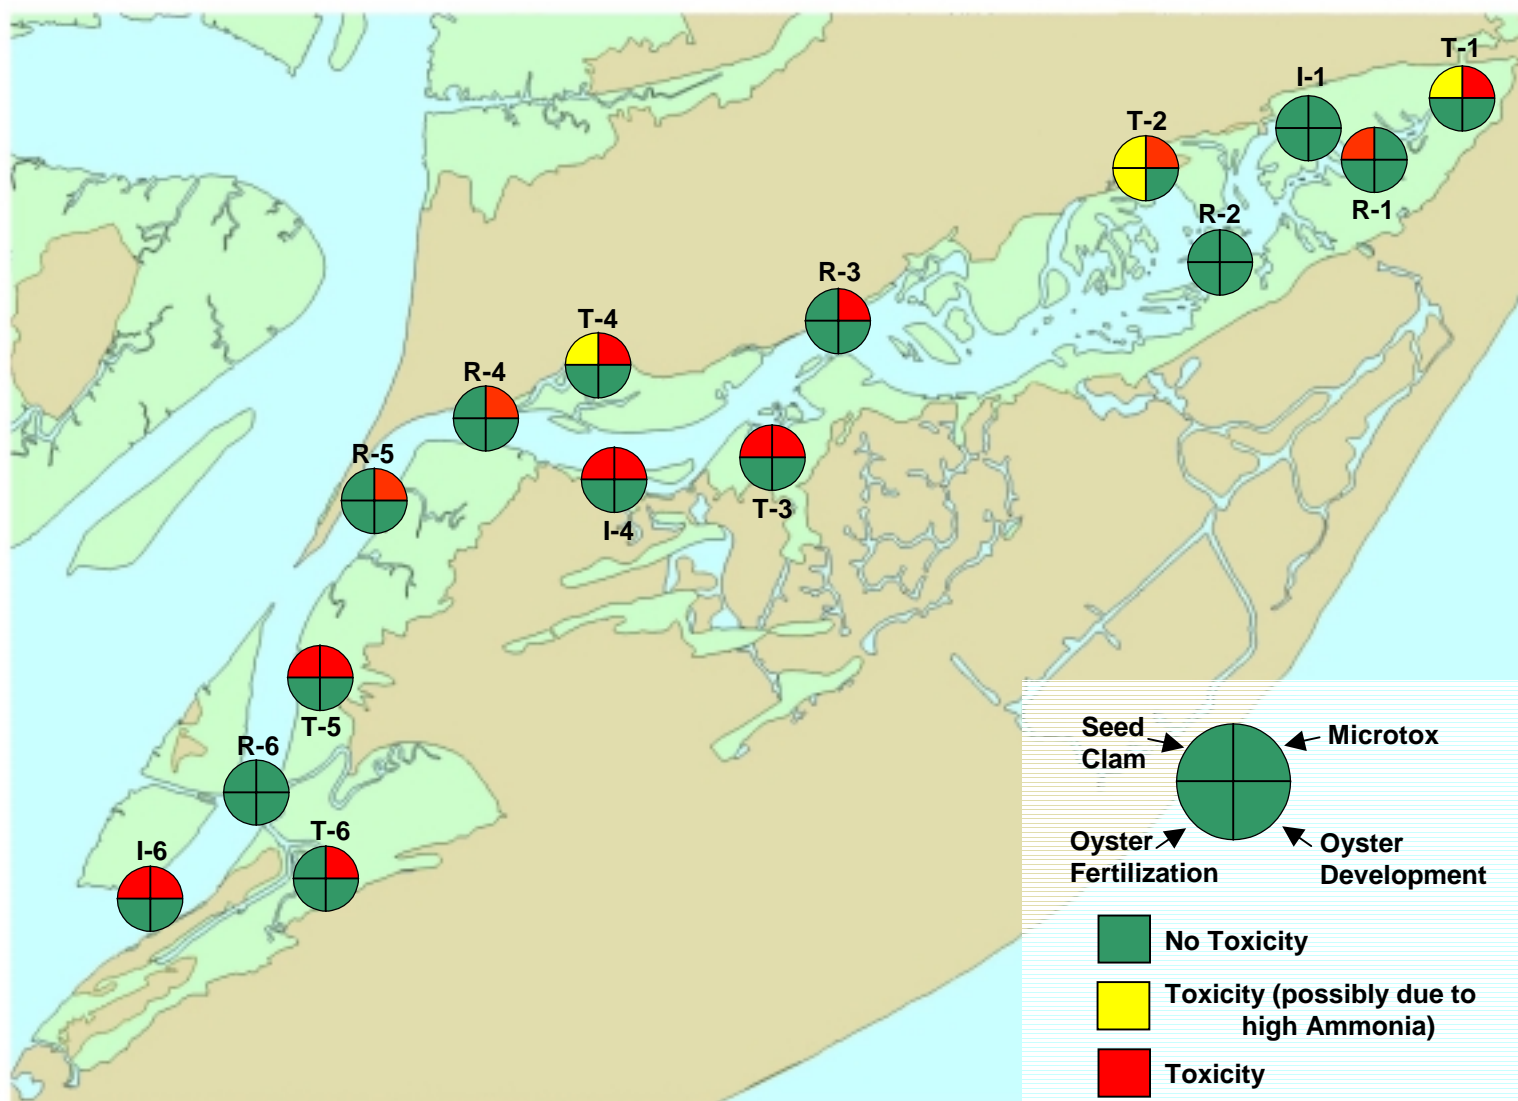 T-1
I-1
T-2
R-1
R-2
R-3
T-4
R-4
R-5
I-4
T-3
T-5
R-6
T-6
I-6
Seed
Clam
Microtox
Oyster
Fertilization
Oyster
Development
No Toxicity
Toxicity (possibly due to
high Ammonia)
Toxicity